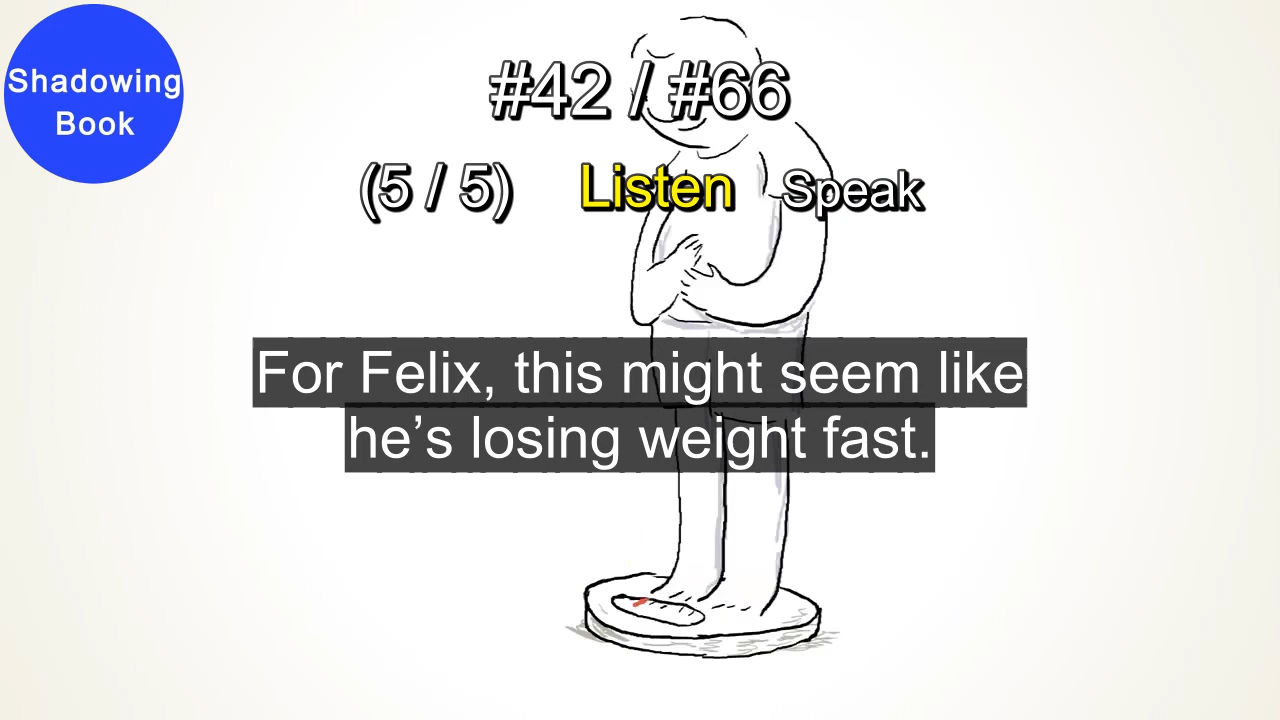 Shadowing
Book
#42 / #66
(5 / 5) Listen Speak
For Felix, this might seem like
he’s losing weight fast.